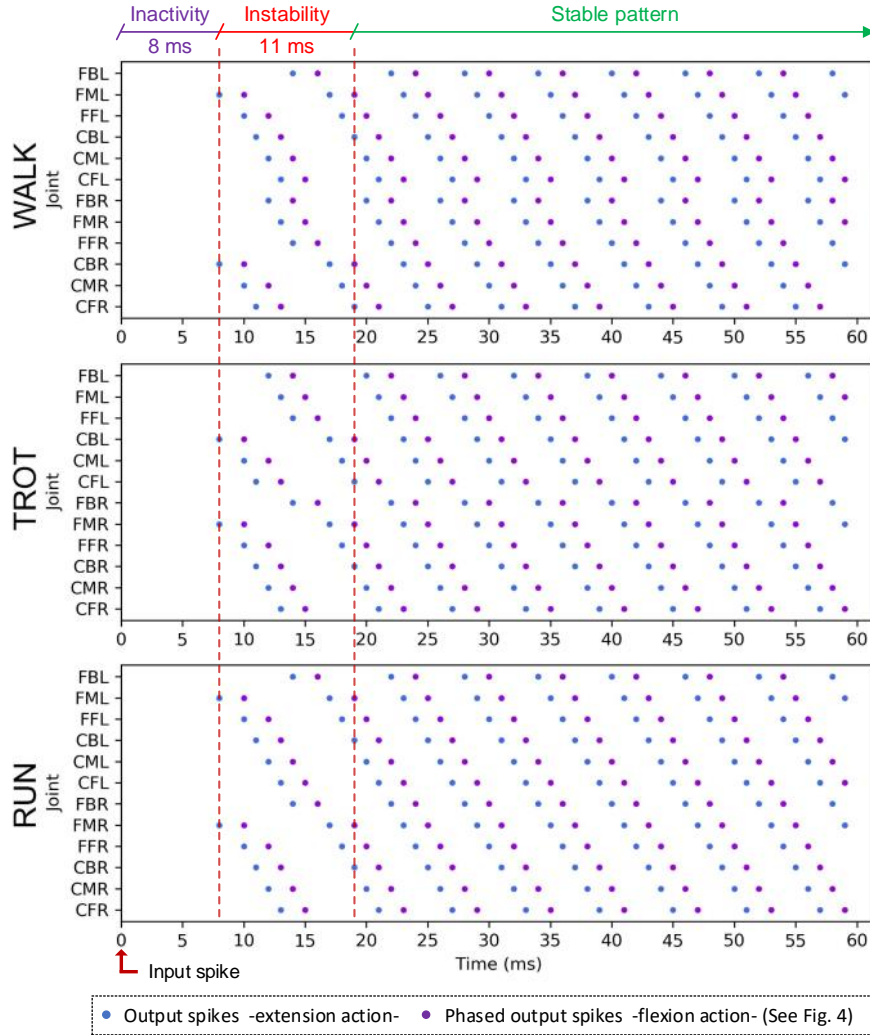 Inactivity Instability Stable pattern
8 ms 11 ms
WALK
Joint
FBL
FML
FFL
CBL
CML
CFL
FBR
FMR
FFR
CBR
CMR
CFR
0 5 10 15 20 25 30 35 40 45 50 55 60
TROT
Joint
FBL
FML
FFL
CBL
CML
CFL
FBR
FMR
FFR
CBR
CMR
CFR
0 5 10 15 20 25 30 35 40 45 50 55 60
RUN
Joint
FBL
FML
FFL
CBL
CML
CFL
FBR
FMR
FFR
CBR
CMR
CFR
0 5 10 15 20 25 30 35 40 45 50 55 60
Time (ms)
Input spike
Output spikes -extension action- Phased output spikes -flexion action- (See Fig. 4)